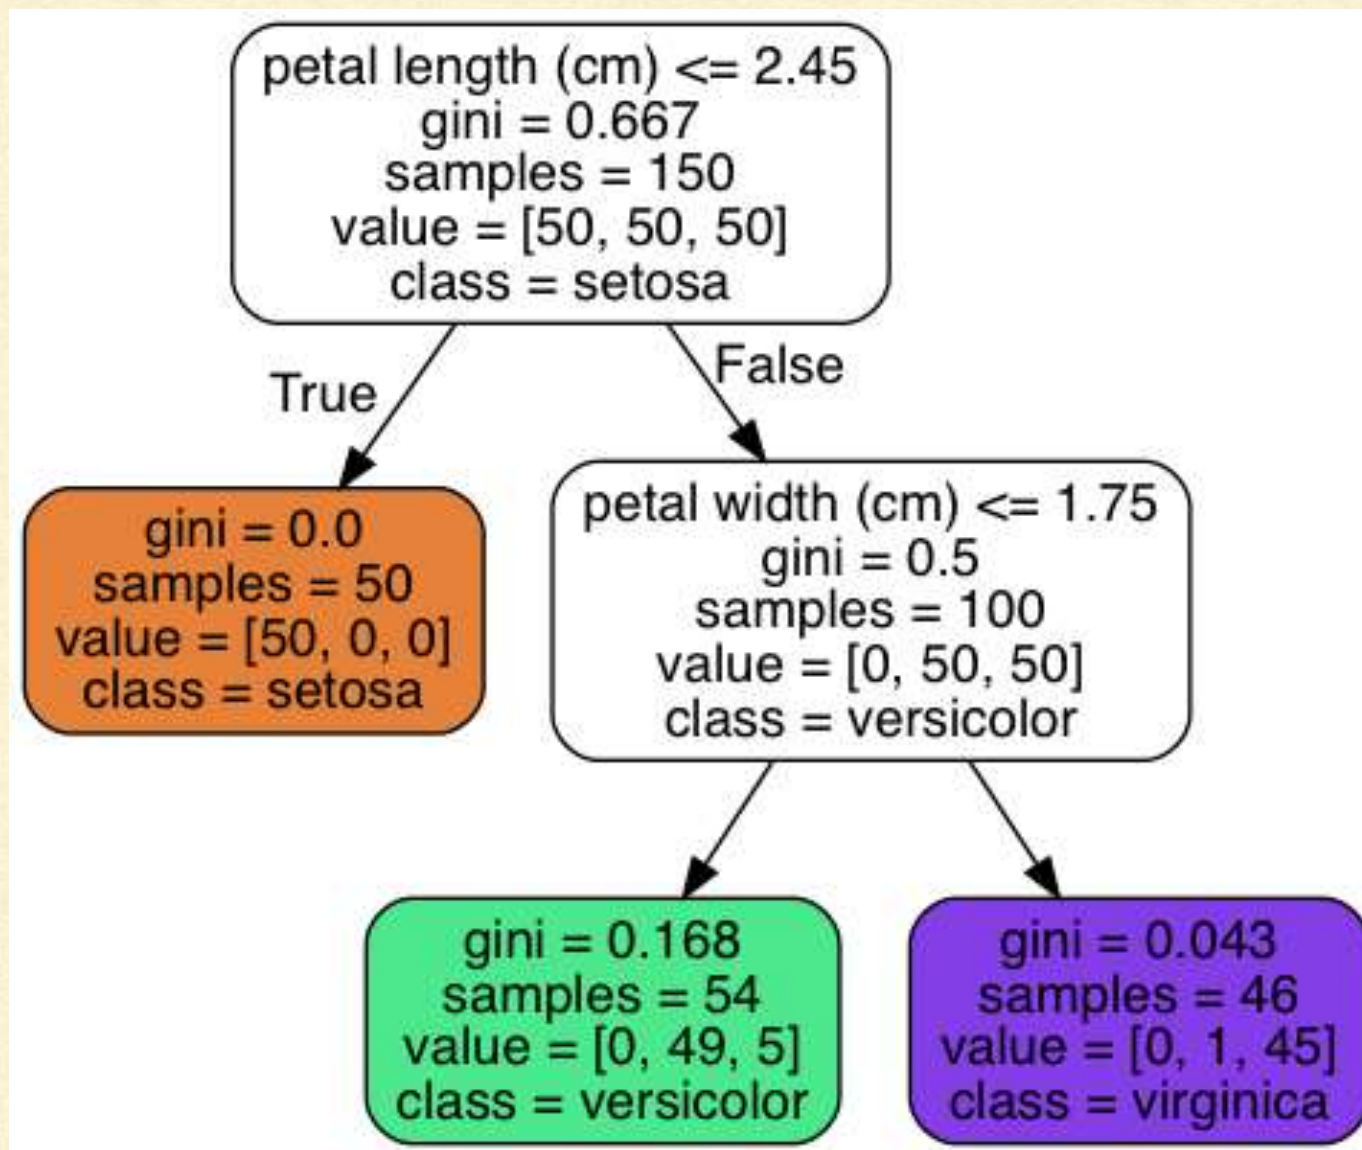 petal length (cm) <= 2.45
gini = 0.667
samples = 150
value = [50, 50, 50]
class = setosa
True
False
gini = 0.0
samples = 50
value = [50, 0, 0]
class = setosa
petal width (cm) <= 1.75
gini = 0.5
samples = 100
value = [0, 50, 50]
class = versicolor
gini = 0.168
samples = 54
value = [0, 49, 5]
class = versicolor
gini = 0.043
samples = 46
value = [0, 1, 45]
class = virginica